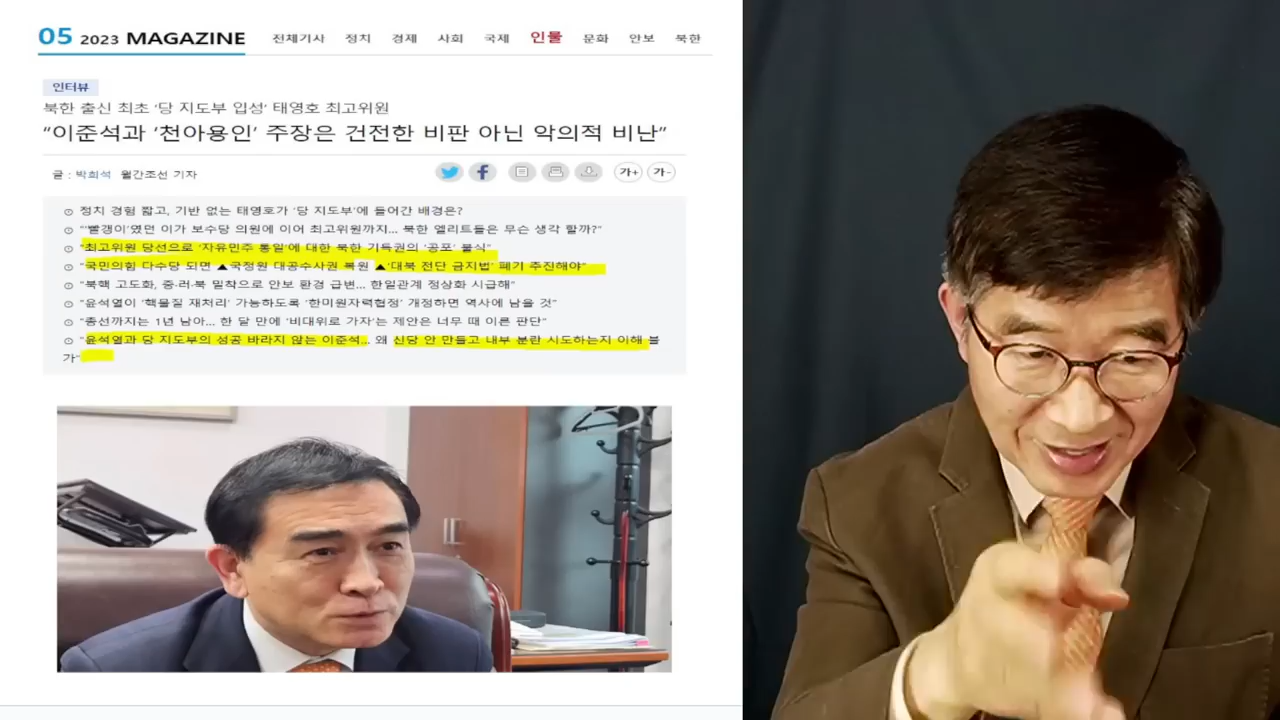 05 2023 MAGAZINE 전체기사 정치 경제 사회 국제 인물 문화 안보 북한
인터뷰
북한 출신 최초 ‘당 지도부 입성’ 태영호 최고위원
“이준석과 ‘천아용인’ 주장은 건전한 비판 아닌 악의적 비난”
글 : 박희석 월간조선 기자
가+ 가-
⊙ 정치 경험 짧고, 기반 없는 태영호가 ‘당 지도부’에 들어간 배경은?
⊙ “‘빨갱이’였던 이가 보수당 의원에 이어 최고위원까지... 북한 엘리트들은 무슨 생각 할까?”
⊙ “최고위원 당선으로 ‘자유민주 통일’에 대한 북한 기득권의 ‘공포’ 불식”
⊙ “국민의힘 다수당 되면 ▲국정원 대공수사권 복원 ▲‘대북 전단 금지법’ 폐기 추진해야”
⊙ “북핵 고도화, 중·러·북 밀착으로 안보 환경 급변... 한일관계 정상화 시급해”
⊙ “윤석열이 ‘핵물질 재처리’ 가능하도록 ‘한미원자력협정’ 개정하면 역사에 남을 것”
⊙ “총선까지는 1년 남아... 한 달 만에 ‘비대위로 가자’는 제안은 너무 때 이른 판단”
⊙ “윤석열과 당 지도부의 성공 바라지 않는 이준석... 왜 신당 안 만들고 내부 분란 시도하는지 이해 불
가”